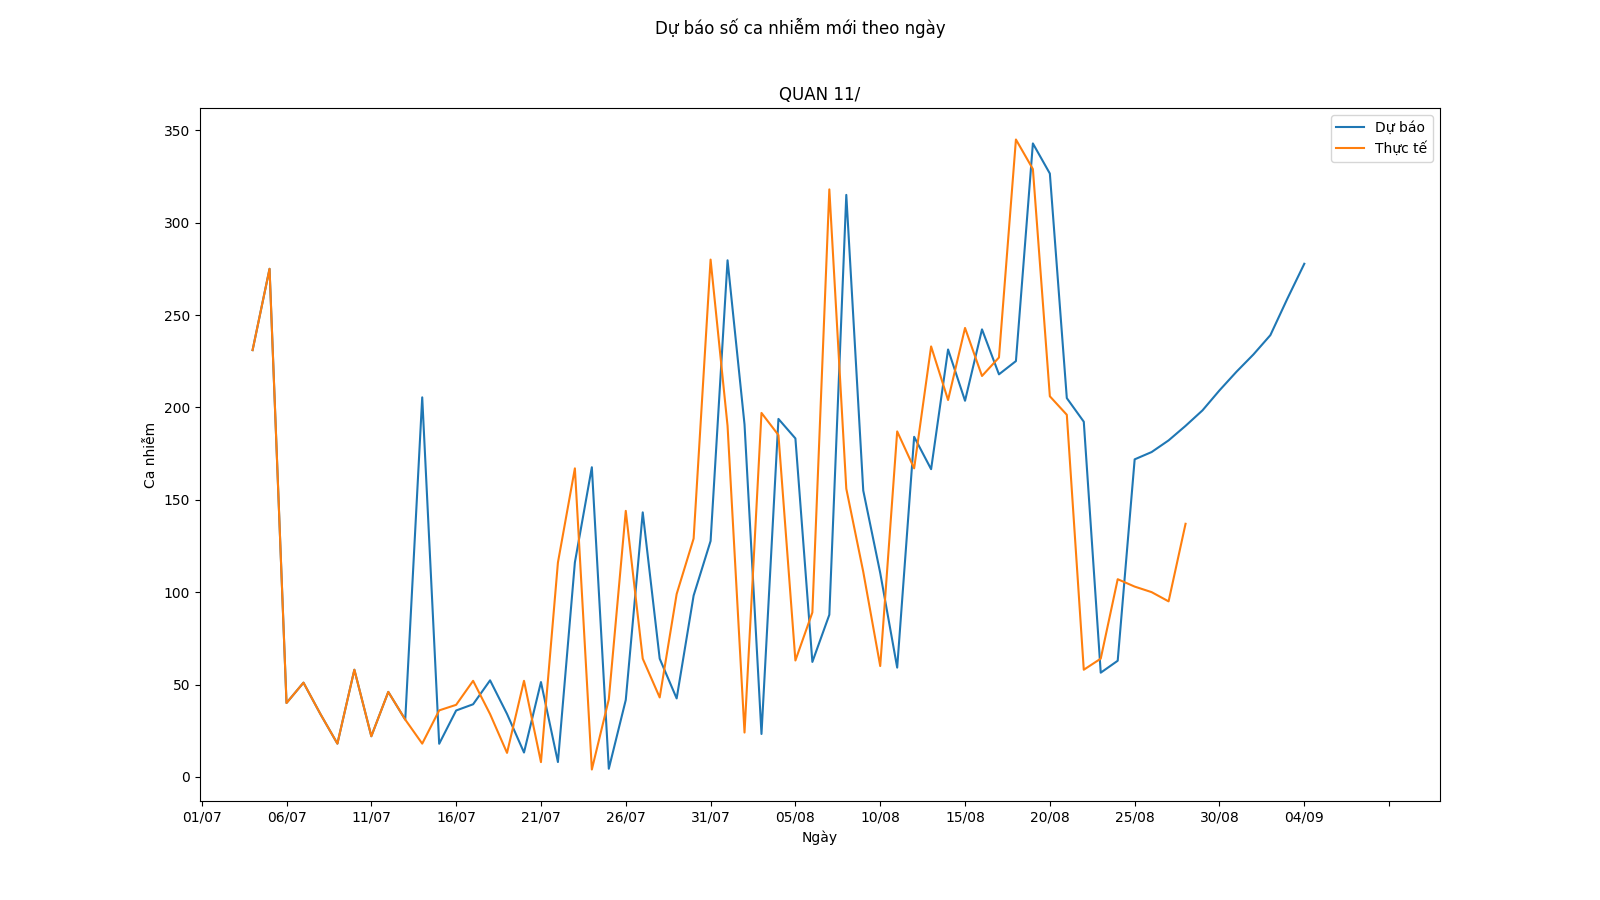 Dự báo số ca nhiễm mới theo ngày
QUAN 11/
Dự báo
Thực tế
350
300
250
200
150
100
50
0
Ca nhiễm
01/07 06/07 11/07 16/07 21/07 26/07 31/07 05/08 10/08 15/08 20/08 25/08 30/08 04/09
Ngày